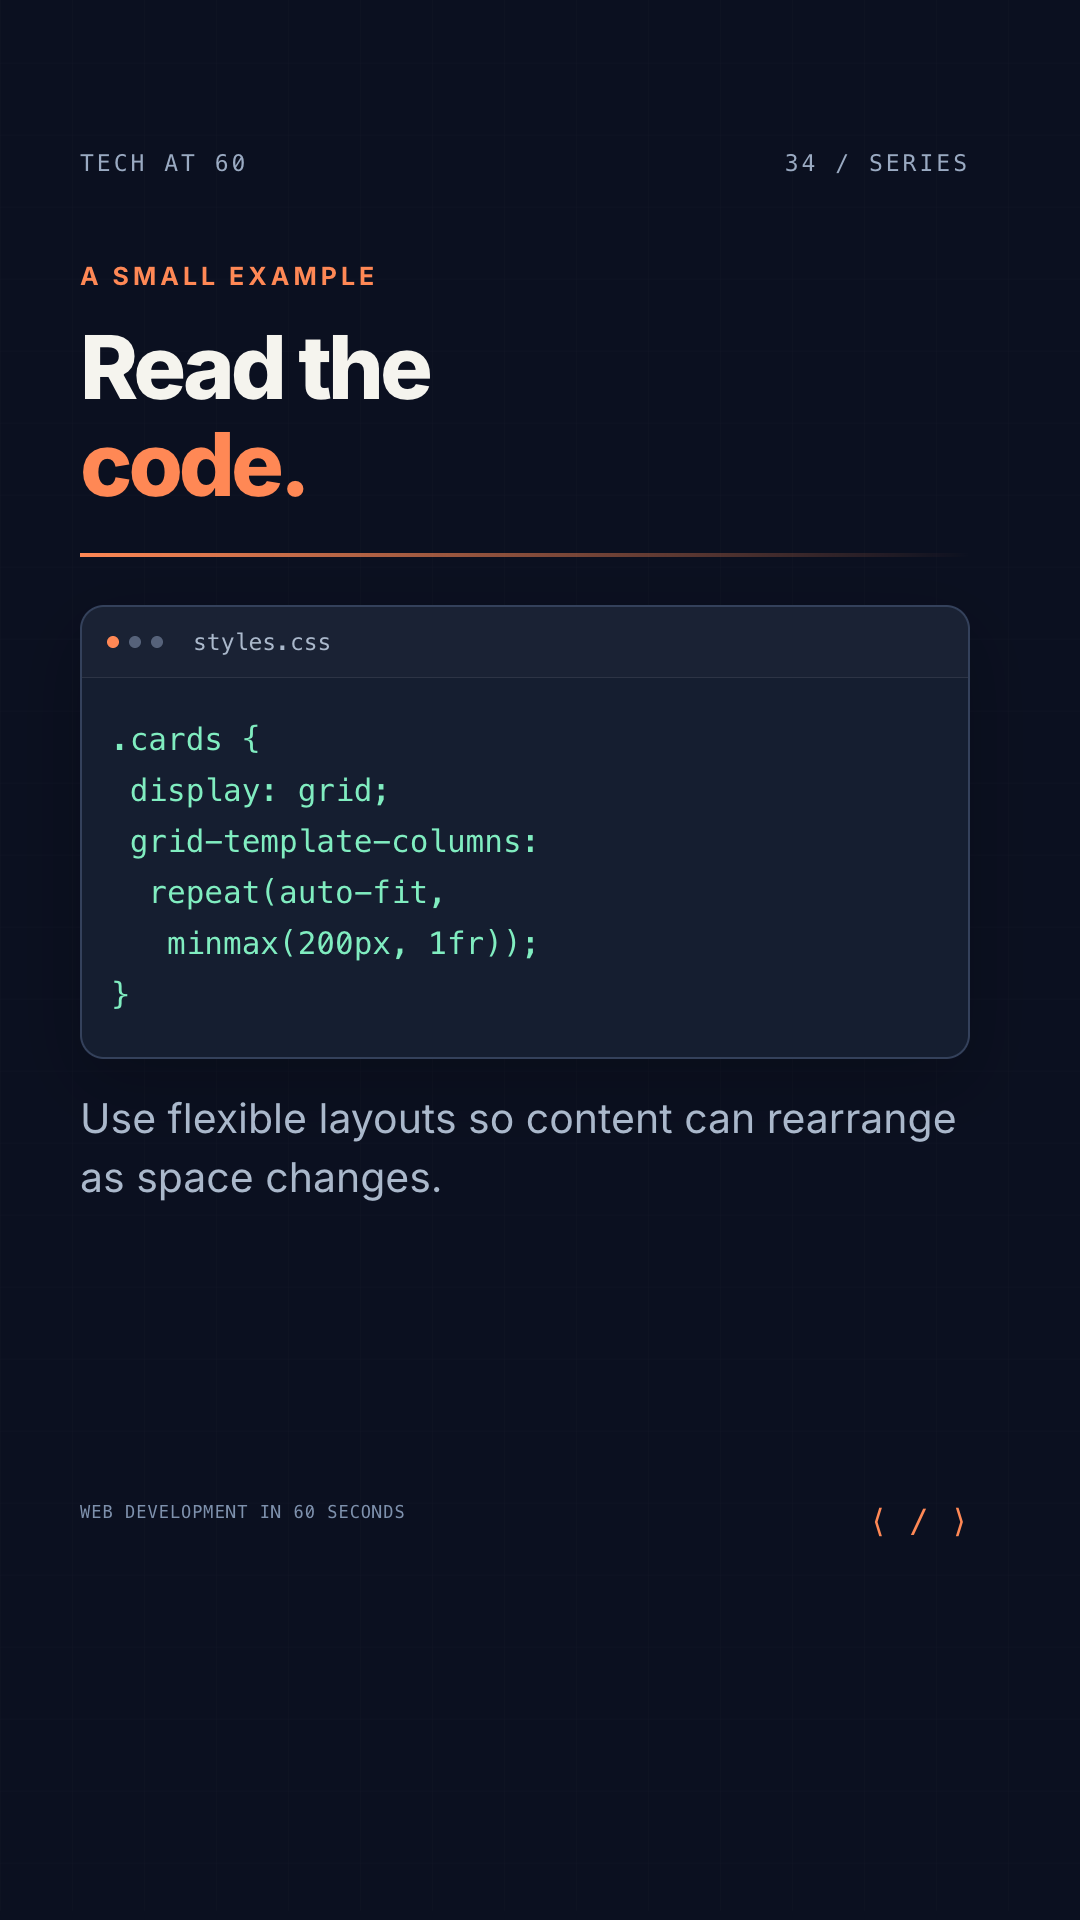 TECH AT 60
34 / SERIES
A SMALL EXAMPLE
Read the
code.
styles.css
.cards {
 display: grid;
 grid-template-columns:
  repeat(auto-fit,
   minmax(200px, 1fr));
}
Use flexible layouts so content can rearrange
as space changes.
WEB DEVELOPMENT IN 60 SECONDS
⟨ / ⟩